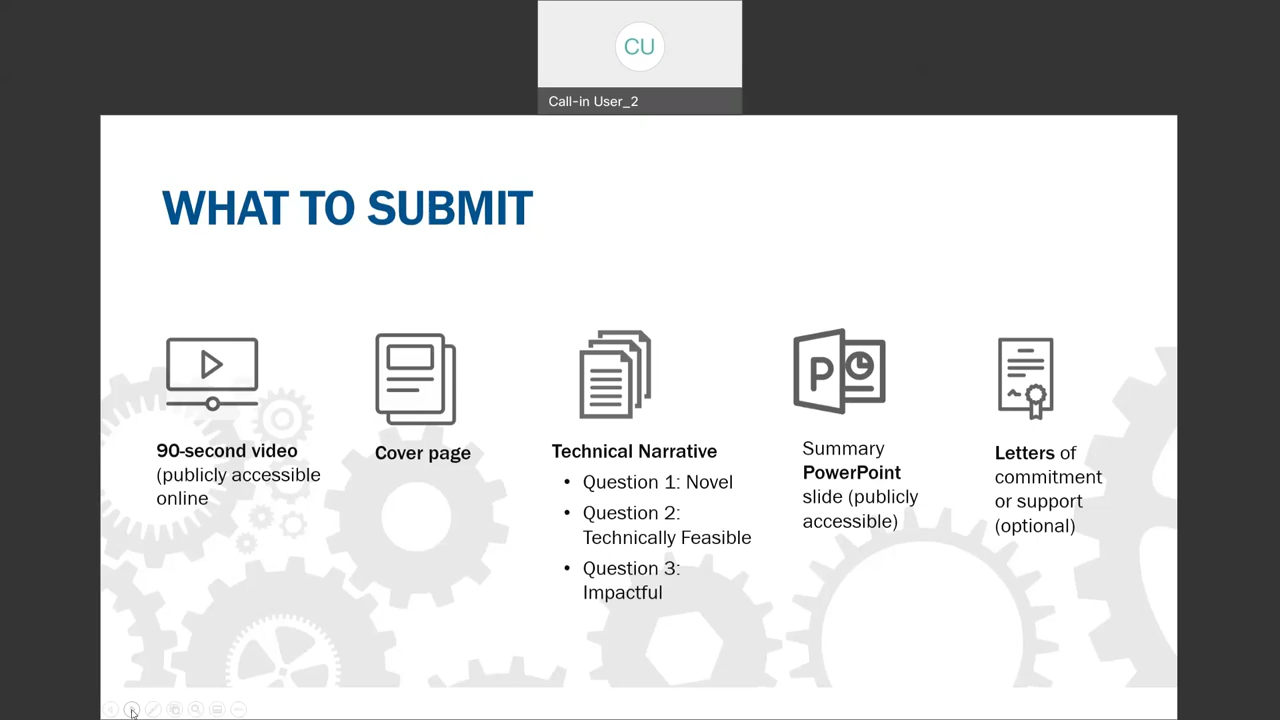 CU
Call-in User_2
WHAT TO SUBMIT
90-second video
(publicly accessible
online
Cover page
Technical Narrative
• Question 1: Novel
• Question 2:
Technically Feasible
• Question 3:
Impactful
P
Summary
PowerPoint
slide (publicly
accessible)
Letters of
commitment
or support
(optional)